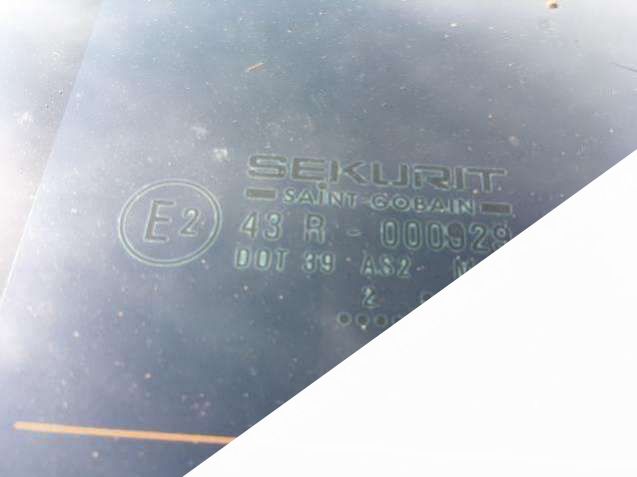 SEKURIT
SAINT-GOBAIN
E2
43 R - 000929
DOT 39 AS2
2